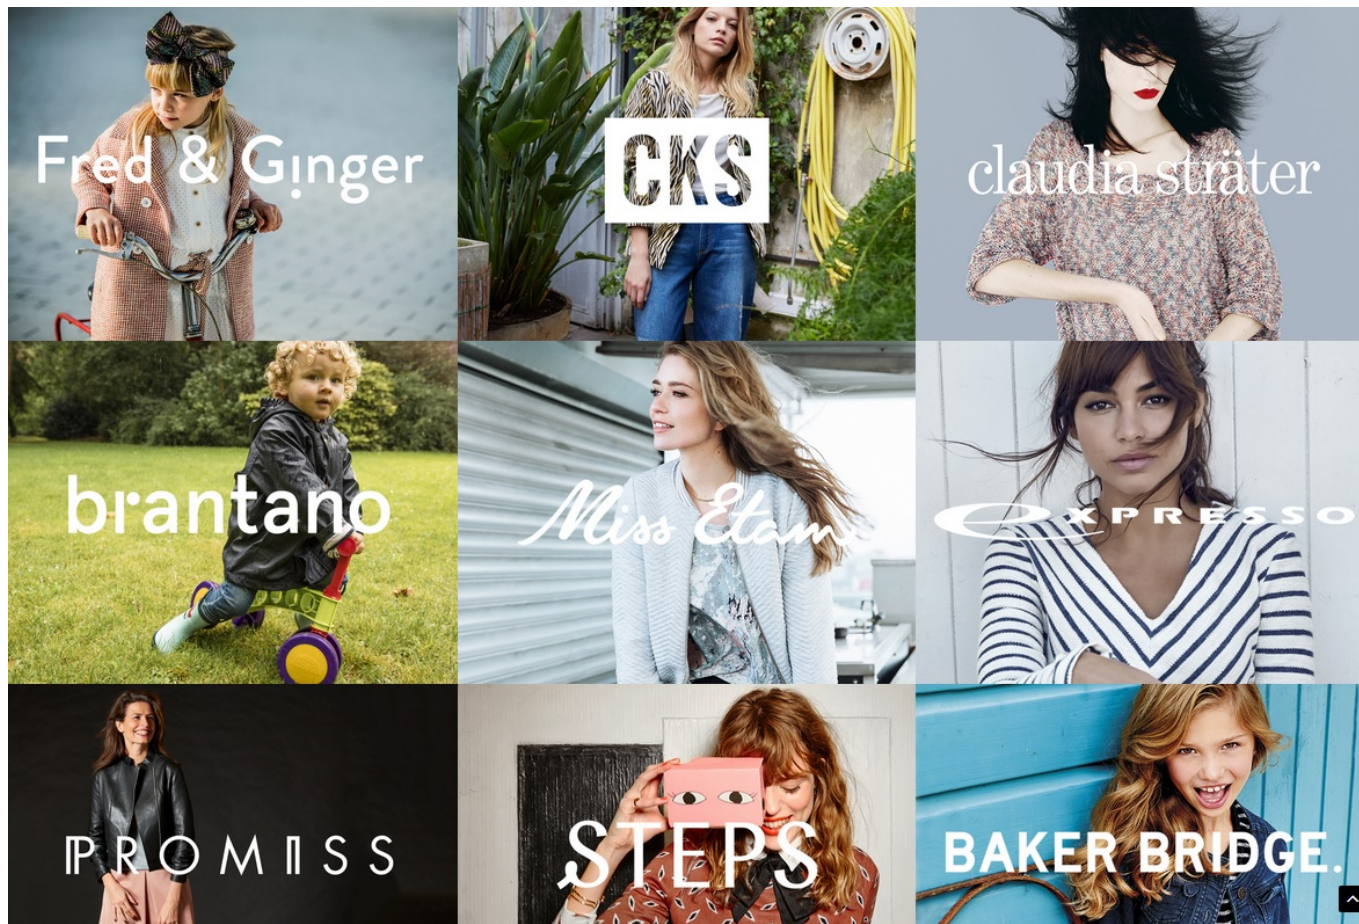 Fred & Ginger
CKS
claudia sträter
brantano
Miss Etam
eXPRESSO
PROMISS
STEPS
BAKER BRIDGE.